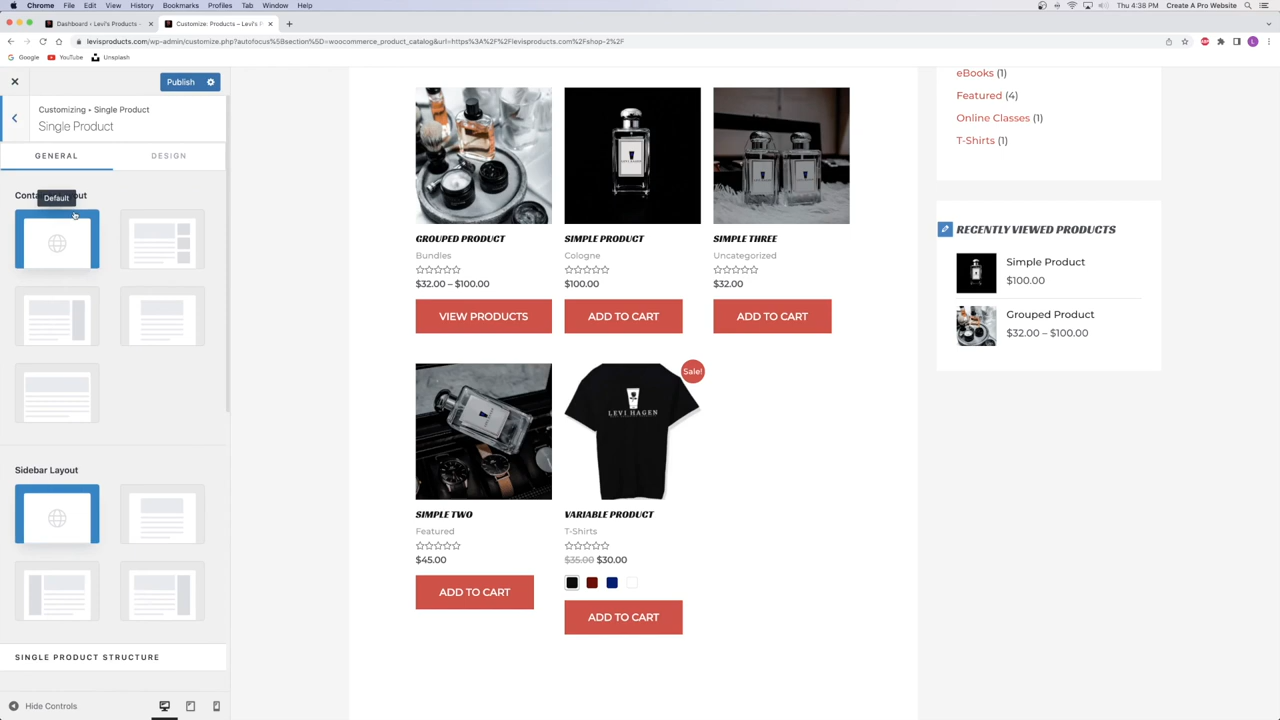 Chrome File Edit View History Bookmarks Profiles Tab Window Help Thu 4:38 PM Create A Pro Website
Dashboard ‹ Levi's Products - Customize: Products – Levi's P
levisproducts.com/wp-admin/customize.php?autofocus%5Bsection%5D=woocommerce_product_catalog&url=https%3A%2F%2Flevisproducts.com%2Fshop-2%2F
Google YouTube Unsplash
Publish
Customizing ▸ Single Product
Single Product
GENERAL DESIGN
Default
Sidebar Layout
SINGLE PRODUCT STRUCTURE
Hide Controls
GROUPED PRODUCT
Bundles
$32.00 – $100.00
VIEW PRODUCTS
SIMPLE PRODUCT
Cologne
$100.00
ADD TO CART
SIMPLE THREE
Uncategorized
$32.00
ADD TO CART
SIMPLE TWO
Featured
$45.00
ADD TO CART
Sale!
LEVI HAGEN
VARIABLE PRODUCT
T-Shirts
$35.00 $30.00
ADD TO CART
eBooks (1)
Featured (4)
Online Classes (1)
T-Shirts (1)
RECENTLY VIEWED PRODUCTS
Simple Product
$100.00
Grouped Product
$32.00 – $100.00